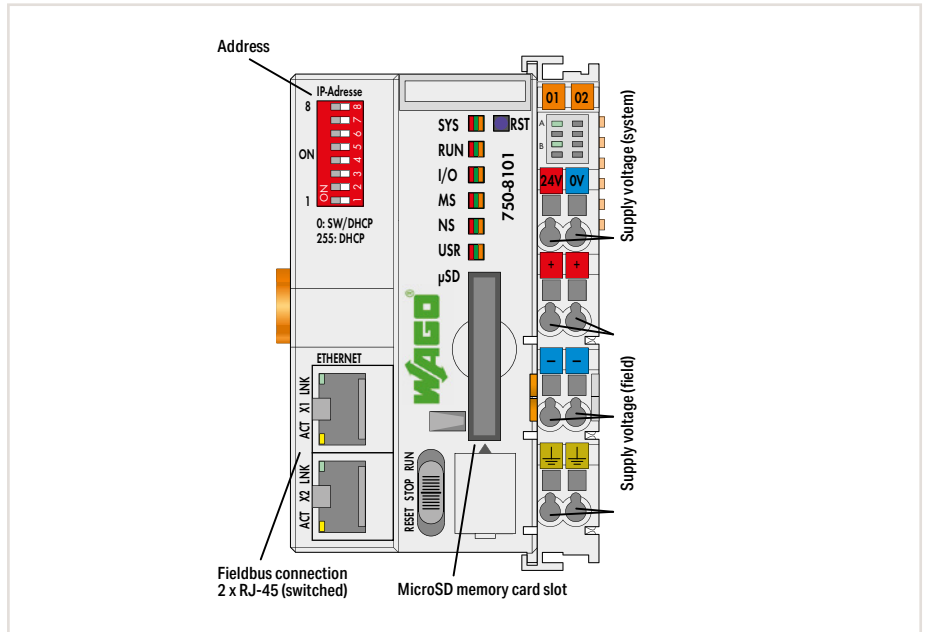 Address
IP-Adresse
8
ON
1
8
7
6
5
4
3
2
1
ON
0: SW/DHCP
255: DHCP
SYS
RST
RUN
I/O
MS
NS
USR
µSD
750-8101
WAGO
®
ETHERNET
ACT X1 LNK
ACT X2 LNK
RESET STOP RUN
01 02
A
B
24V 0V
+ +
− −
Supply voltage (system)
Supply voltage (field)
Fieldbus connection
2 x RJ-45 (switched)
MicroSD memory card slot